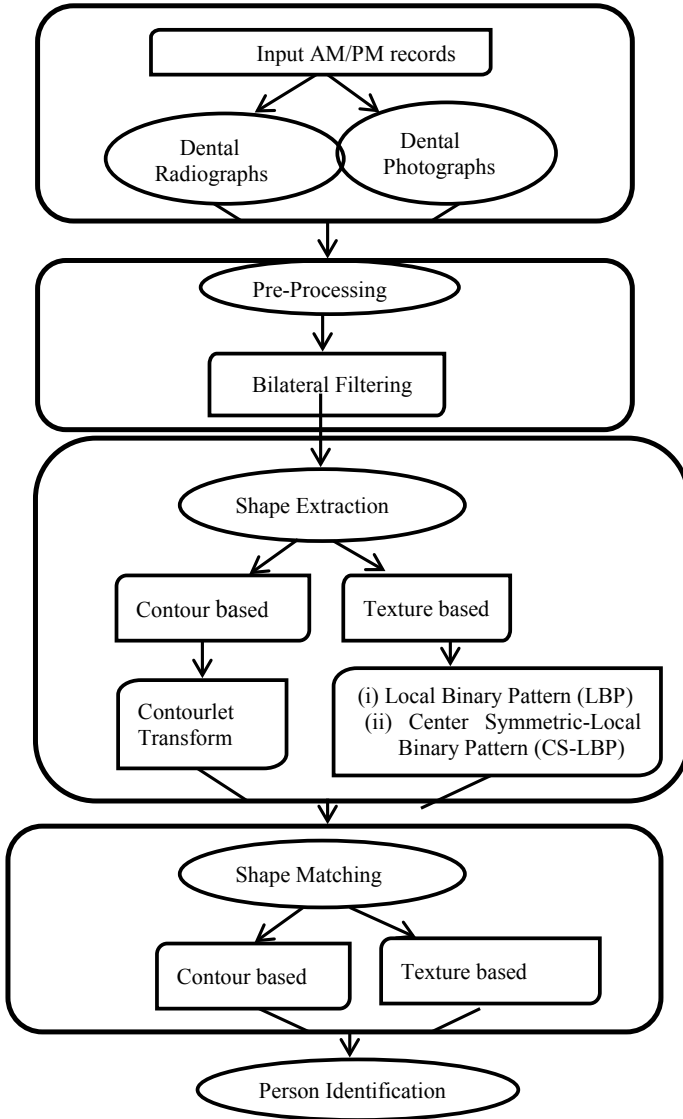 Input AM/PM records
Dental
Radiographs
Dental
Photographs
Pre-Processing
Bilateral Filtering
Shape Extraction
Contour based
Texture based
Contourlet
Transform
(i) Local Binary Pattern (LBP)
(ii) Center Symmetric-Local
Binary Pattern (CS-LBP)
Shape Matching
Contour based
Texture based
Person Identification